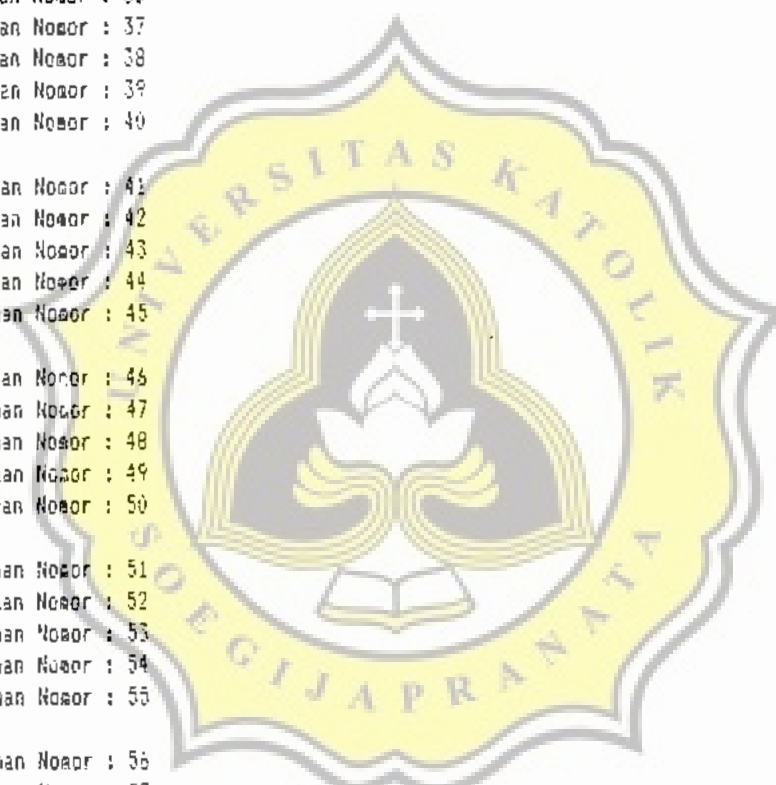 an Nomor : 37
an Nomor : 38
an Nomor : 39
an Nomor : 40
an Nomor : 41
an Nomor : 42
an Nomor : 43
an Nomor : 44
an Nomor : 45
an Nomor : 46
an Nomor : 47
an Nomor : 48
an Nomor : 49
an Nomor : 50
an Nomor : 51
an Nomor : 52
an Nomor : 53
an Nomor : 54
an Nomor : 55
an Nomor : 56
UNIVERSITAS KATOLIK
SOEGIJAPRANATA